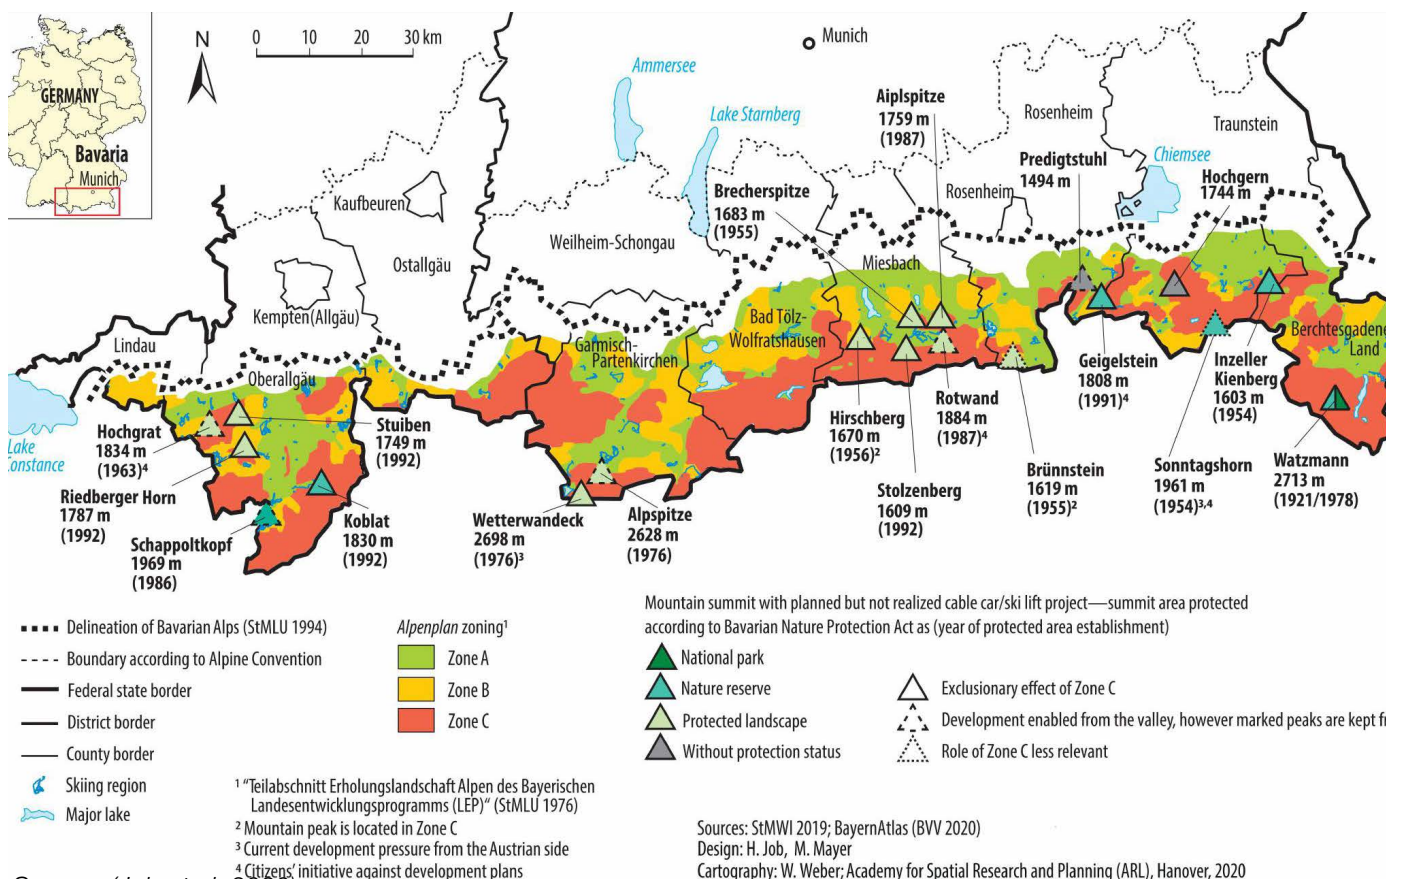 GERMANY
Bavaria
Munich
N
0 10 20 30 km
Munich
Ammersee
Lake Starnberg
Aiplspitze
1759 m
(1987)
Rosenheim
Traunstein
Predigtstuhl
1494 m
Chiemsee
Hochgern
1744 m
Brecherspitze
1683 m
(1955)
Rosenheim
Kaufbeuren
Weilheim-Schongau
Ostallgäu
Miesbach
Kempten(Allgäu)
Lindau
Oberallgäu
Garmisch-
Partenkirchen
Bad Tölz-
Wolfratshausen
Berchtesgadene
Land
Lake
Constance
Hochgrat
1834 m
(1963)⁴
Stuiben
1749 m
(1992)
Riedberger Horn
1787 m
(1992)
Schappoltkopf
1969 m
(1986)
Koblat
1830 m
(1992)
Wetterwandeck
2698 m
(1976)³
Alpspitze
2628 m
(1976)
Hirschberg
1670 m
(1956)²
Stolzenberg
1609 m
(1992)
Rotwand
1884 m
(1987)⁴
Brünnstein
1619 m
(1955)²
Geigelstein
1808 m
(1991)⁴
Sonntagshorn
1961 m
(1954)³,⁴
Inzeller
Kienberg
1603 m
(1954)
Watzmann
2713 m
(1921/1978)
Delineation of Bavarian Alps (StMLU 1994)
Boundary according to Alpine Convention
Federal state border
District border
County border
Skiing region
Major lake
Alpenplan zoning¹
Zone A
Zone B
Zone C
Mountain summit with planned but not realized cable car/ski lift project—summit area protected
according to Bavarian Nature Protection Act as (year of protected area establishment)
National park
Nature reserve
Protected landscape
Without protection status
Exclusionary effect of Zone C
Development enabled from the valley, however marked peaks are kept f
Role of Zone C less relevant
¹ "Teilabschnitt Erholungslandschaft Alpen des Bayerischen
Landesentwicklungsprogramms (LEP)“ (StMLU 1976)
² Mountain peak is located in Zone C
³ Current development pressure from the Austrian side
⁴ Citizens’ initiative against development plans
Sources: StMWI 2019; BayernAtlas (BVV 2020)
Design: H. Job, M. Mayer
Cartography: W. Weber; Academy for Spatial Research and Planning (ARL), Hanover, 2020